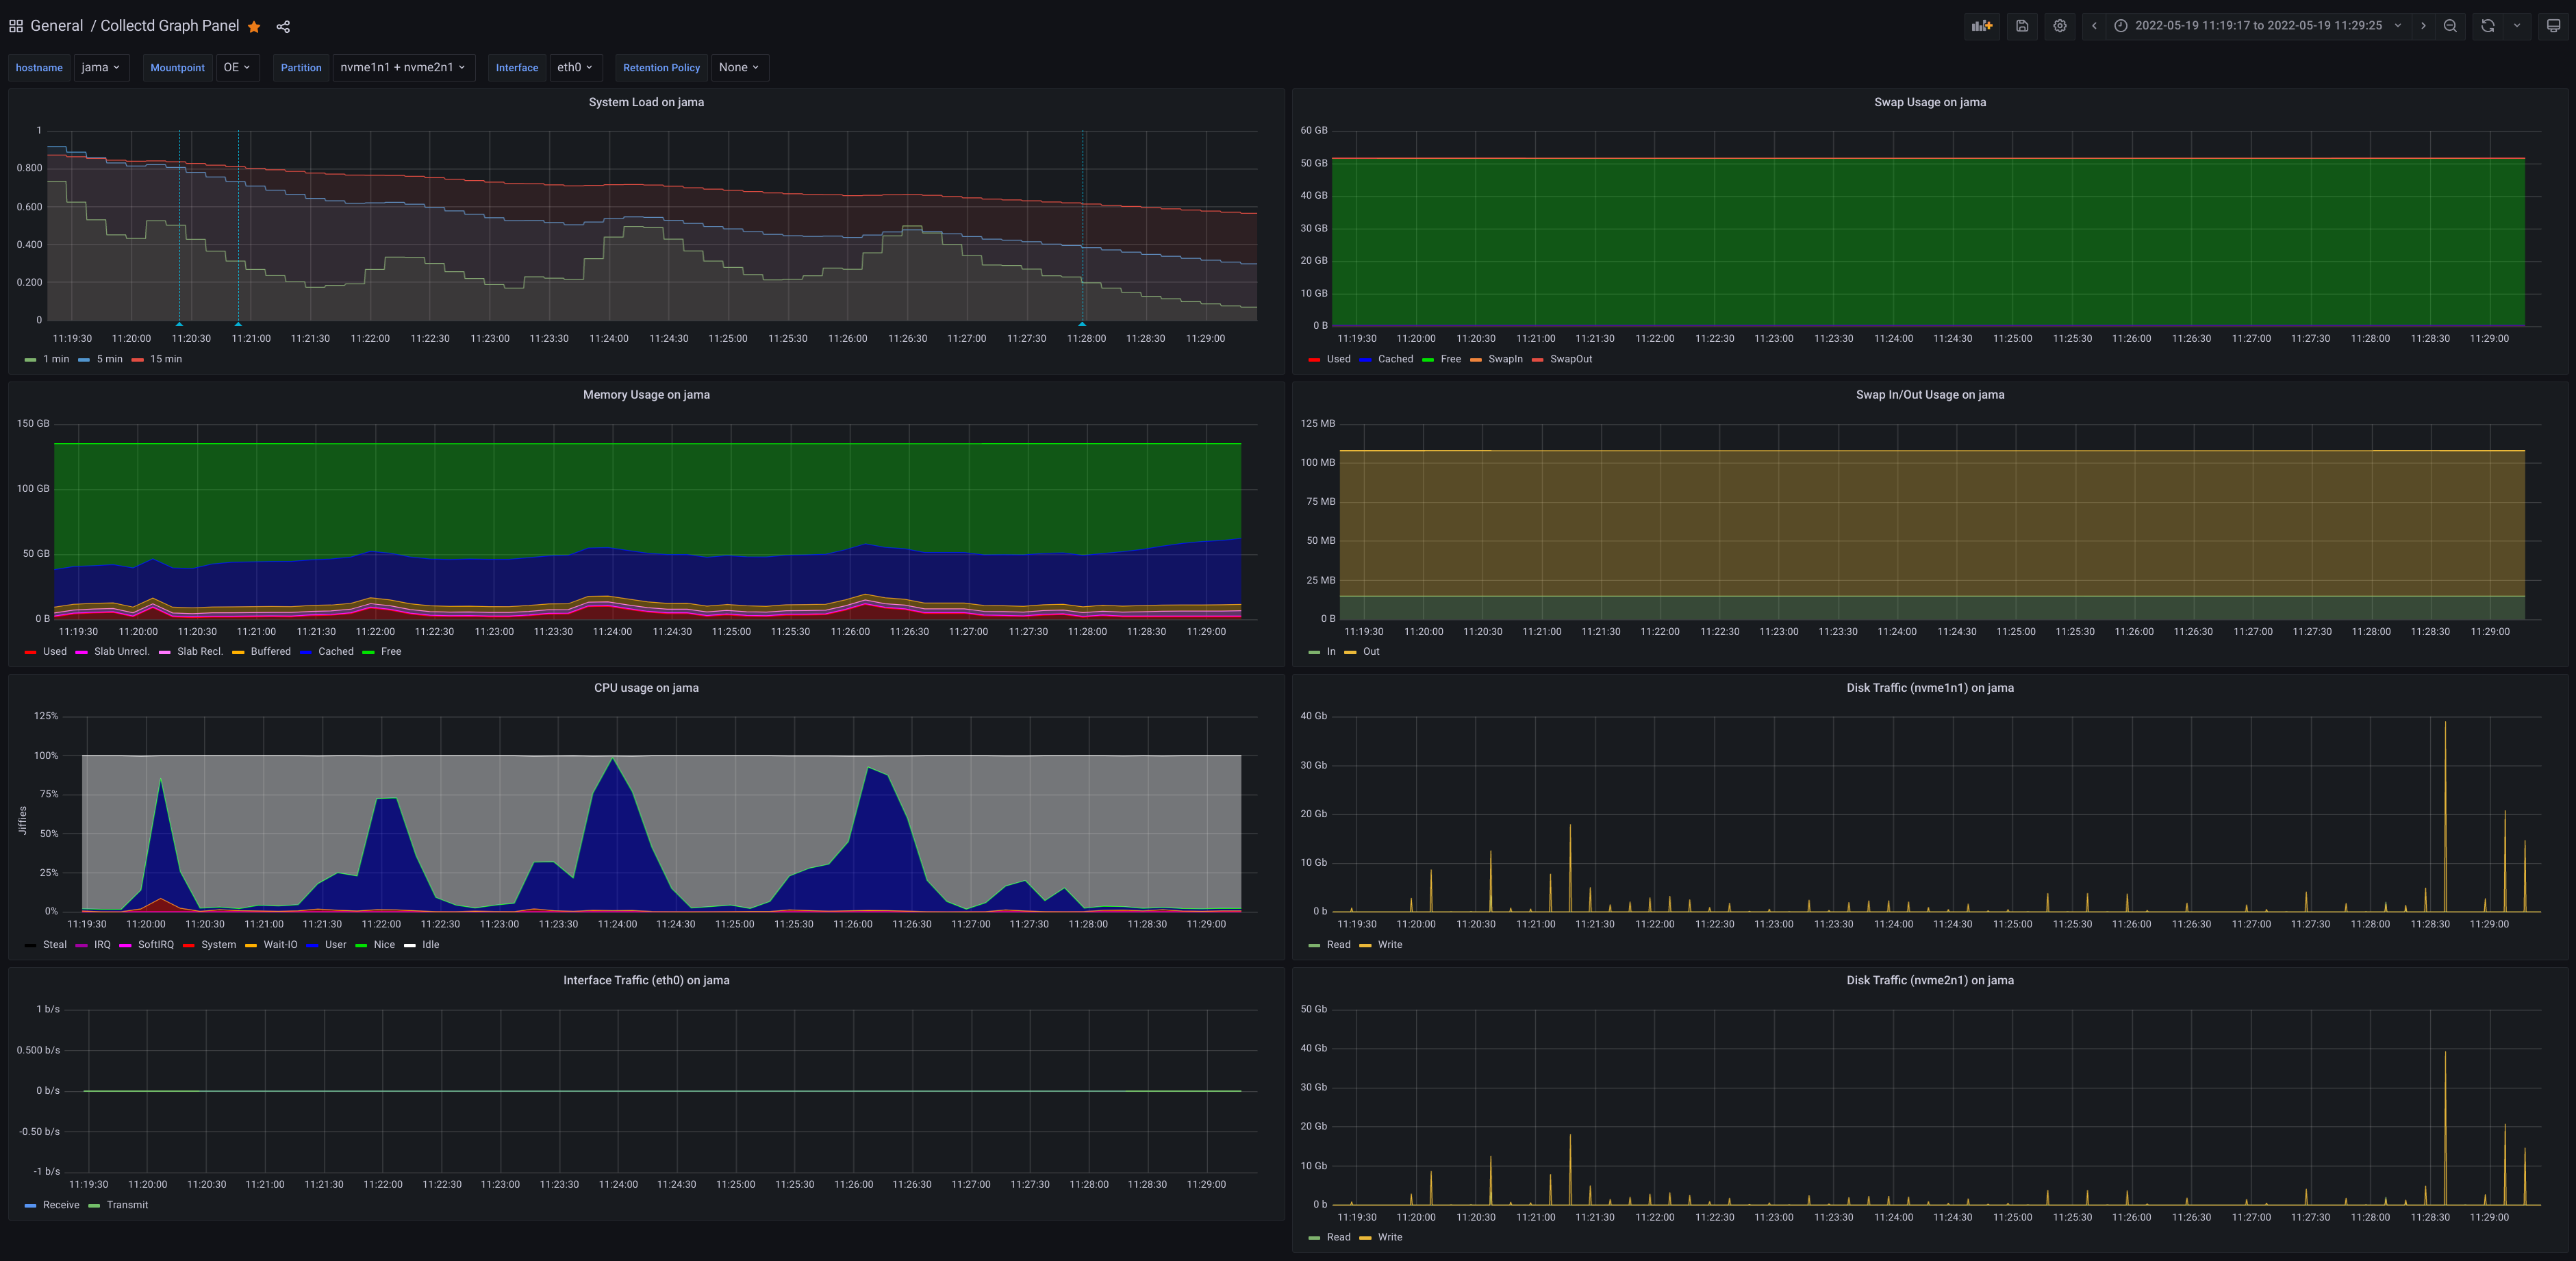 General / Collectd Graph Panel
2022-05-19 11:19:17 to 2022-05-19 11:29:25
hostname jama Mountpoint OE Partition nvme1n1 + nvme2n1 Interface eth0 Retention Policy None
System Load on jama
1
0.800
0.600
0.400
0.200
0
11:19:30 11:20:00 11:20:30 11:21:00 11:21:30 11:22:00 11:22:30 11:23:00 11:23:30 11:24:00 11:24:30 11:25:00 11:25:30 11:26:00 11:26:30 11:27:00 11:27:30 11:28:00 11:28:30 11:29:00
1 min 5 min 15 min
Swap Usage on jama
60 GB
50 GB
40 GB
30 GB
20 GB
10 GB
0 B
11:19:30 11:20:00 11:20:30 11:21:00 11:21:30 11:22:00 11:22:30 11:23:00 11:23:30 11:24:00 11:24:30 11:25:00 11:25:30 11:26:00 11:26:30 11:27:00 11:27:30 11:28:00 11:28:30 11:29:00
Used Cached Free SwapIn SwapOut
Memory Usage on jama
150 GB
100 GB
50 GB
0 B
11:19:30 11:20:00 11:20:30 11:21:00 11:21:30 11:22:00 11:22:30 11:23:00 11:23:30 11:24:00 11:24:30 11:25:00 11:25:30 11:26:00 11:26:30 11:27:00 11:27:30 11:28:00 11:28:30 11:29:00
Used Slab Unrecl. Slab Recl. Buffered Cached Free
Swap In/Out Usage on jama
125 MB
100 MB
75 MB
50 MB
25 MB
0 B
11:19:30 11:20:00 11:20:30 11:21:00 11:21:30 11:22:00 11:22:30 11:23:00 11:23:30 11:24:00 11:24:30 11:25:00 11:25:30 11:26:00 11:26:30 11:27:00 11:27:30 11:28:00 11:28:30 11:29:00
In Out
CPU usage on jama
Jiffies
125%
100%
75%
50%
25%
0%
11:19:30 11:20:00 11:20:30 11:21:00 11:21:30 11:22:00 11:22:30 11:23:00 11:23:30 11:24:00 11:24:30 11:25:00 11:25:30 11:26:00 11:26:30 11:27:00 11:27:30 11:28:00 11:28:30 11:29:00
Steal IRQ SoftIRQ System Wait-IO User Nice Idle
Disk Traffic (nvme1n1) on jama
40 Gb
30 Gb
20 Gb
10 Gb
0 b
11:19:30 11:20:00 11:20:30 11:21:00 11:21:30 11:22:00 11:22:30 11:23:00 11:23:30 11:24:00 11:24:30 11:25:00 11:25:30 11:26:00 11:26:30 11:27:00 11:27:30 11:28:00 11:28:30 11:29:00
Read Write
Interface Traffic (eth0) on jama
1 b/s
0.500 b/s
0 b/s
-0.50 b/s
-1 b/s
11:19:30 11:20:00 11:20:30 11:21:00 11:21:30 11:22:00 11:22:30 11:23:00 11:23:30 11:24:00 11:24:30 11:25:00 11:25:30 11:26:00 11:26:30 11:27:00 11:27:30 11:28:00 11:28:30 11:29:00
Receive Transmit
Disk Traffic (nvme2n1) on jama
50 Gb
40 Gb
30 Gb
20 Gb
10 Gb
0 b
11:19:30 11:20:00 11:20:30 11:21:00 11:21:30 11:22:00 11:22:30 11:23:00 11:23:30 11:24:00 11:24:30 11:25:00 11:25:30 11:26:00 11:26:30 11:27:00 11:27:30 11:28:00 11:28:30 11:29:00
Read Write